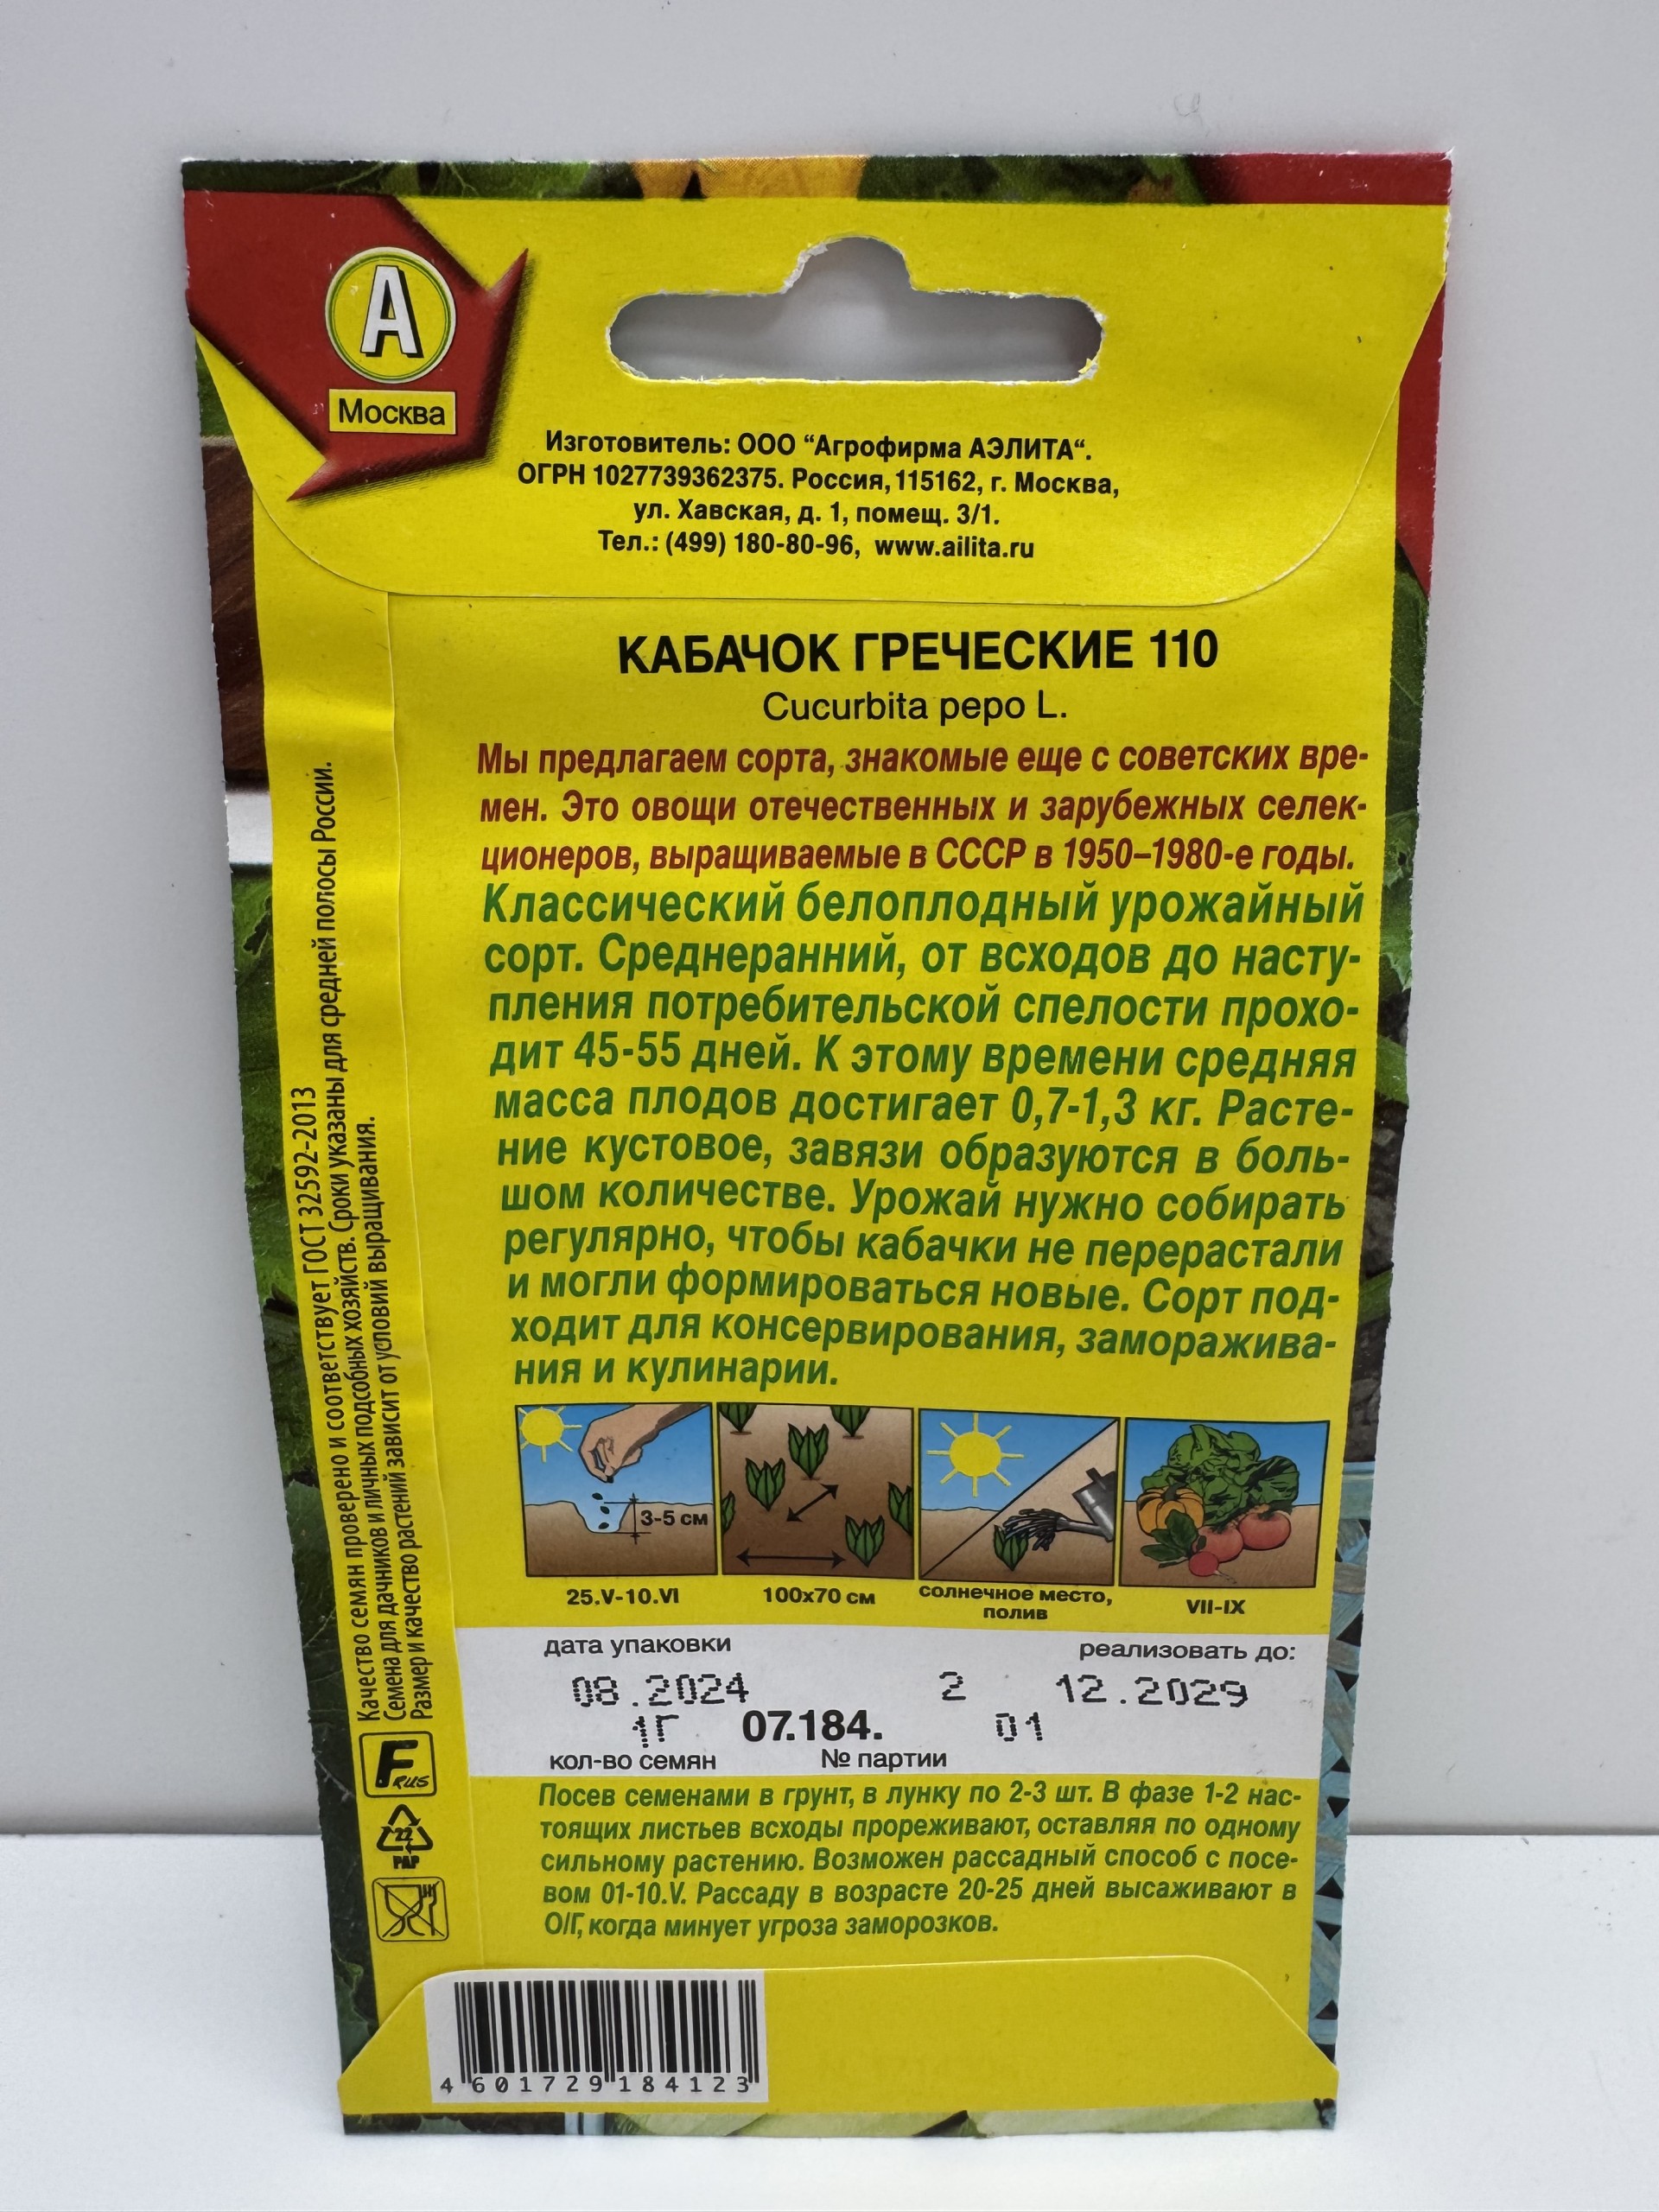 А
Москва
Изготовитель: ООО “Агрофирма АЭЛИТА“.
ОГРН 1027739362375. Россия, 115162, г. Москва,
ул. Хавская, д. 1, помещ. 3/1.
Тел.: (499) 180-80-96, www.ailita.ru
КАБАЧОК ГРЕЧЕСКИЕ 110
Cucurbita pepo L.
Мы предлагаем сорта, знакомые еще с советских вре-
мен. Это овощи отечественных и зарубежных селек-
ционеров, выращиваемые в СССР в 1950–1980-е годы.
Классический белоплодный урожайный
сорт. Среднеранний, от всходов до насту-
пления потребительской спелости прохо-
дит 45-55 дней. К этому времени средняя
масса плодов достигает 0,7-1,3 кг. Расте-
ние кустовое, завязи образуются в боль-
шом количестве. Урожай нужно собирать
регулярно, чтобы кабачки не перерастали
и могли формироваться новые. Сорт под-
ходит для консервирования, заморажива-
ния и кулинарии.
3-5 см
25.V-10.VI
100х70 см
солнечное место,
полив
VII-IX
дата упаковки
реализовать до:
08.2024 2 12.2029
1Г 07.184. 01
кол-во семян № партии
Посев семенами в грунт, в лунку по 2-3 шт. В фазе 1-2 нас-
тоящих листьев всходы прореживают, оставляя по одному
сильному растению. Возможен рассадный способ с посе-
вом 01-10.V. Рассаду в возрасте 20-25 дней высаживают в
О/Г, когда минует угроза заморозков.
Качество семян проверено и соответствует ГОСТ 32592-2013
Семена для дачников и личных подсобных хозяйств. Сроки указаны для средней полосы России.
Размер и качество растений зависит от условий выращивания.
F RUS
22
PAP
4 601729 184123